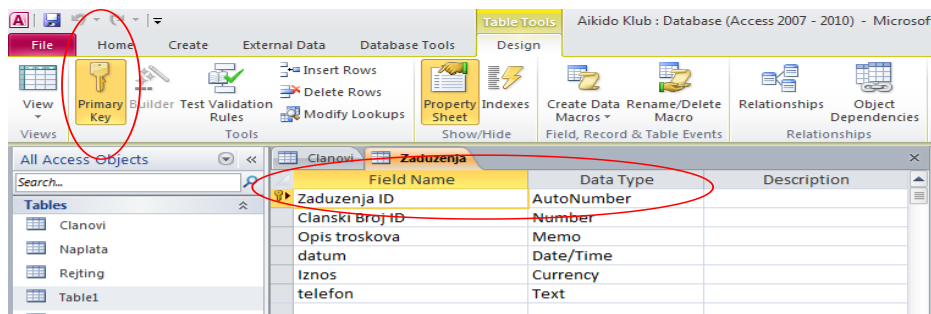 A Table Tools Aikido Klub : Database (Access 2007 - 2010) - Microsof
File Home Create External Data Database Tools Design
View Primary Key Builder Test Validation Rules Insert Rows Delete Rows Modify Lookups Property Sheet Indexes Create Data Macros Rename/Delete Macro Relationships Object Dependencies
Views Tools Show/Hide Field, Record & Table Events Relationships
All Access Objects « Clanovi Zaduzenja ×
Search... Field Name Data Type Description
Tables Zaduzenja ID AutoNumber
Clanovi Clanski Broj ID Number
Naplata Opis troskova Memo
datum Date/Time
Rejting Iznos Currency
Table1 telefon Text